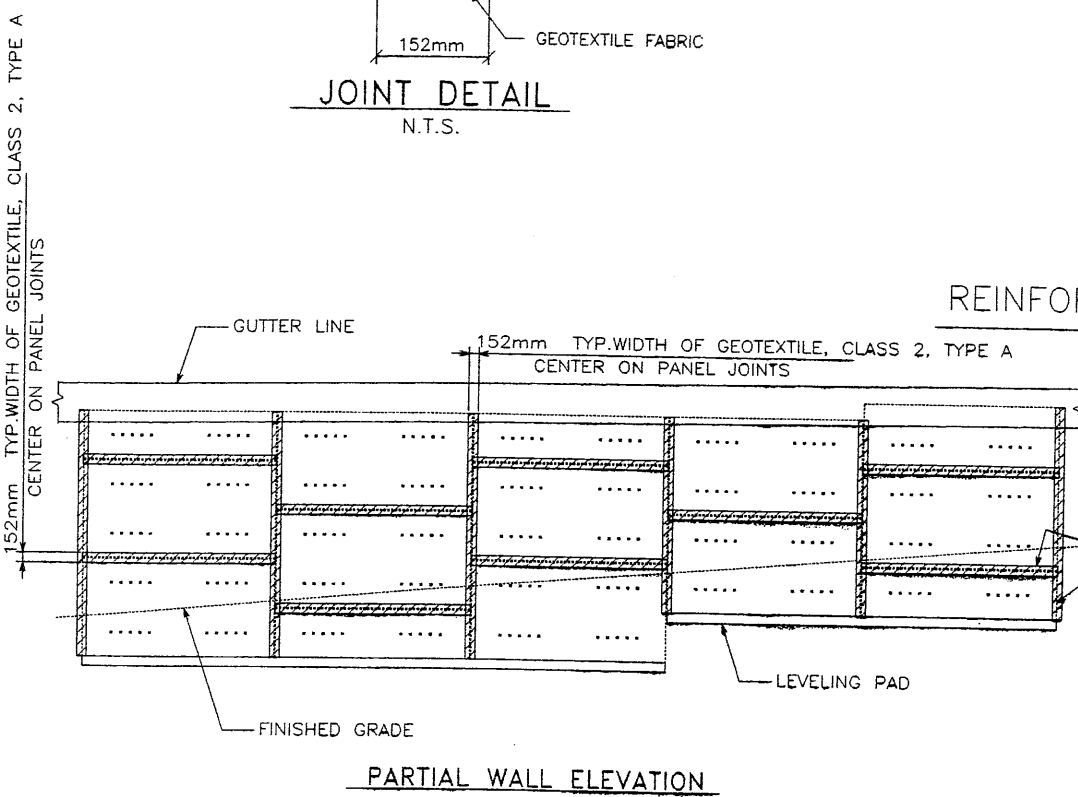 152mm
GEOTEXTILE FABRIC
JOINT DETAIL
N.T.S.
152mm TYP.WIDTH OF GEOTEXTILE, CLASS 2, TYPE A
CENTER ON PANEL JOINTS
GUTTER LINE
152mm TYP.WIDTH OF GEOTEXTILE, CLASS 2, TYPE A
CENTER ON PANEL JOINTS
LEVELING PAD
FINISHED GRADE
PARTIAL WALL ELEVATION